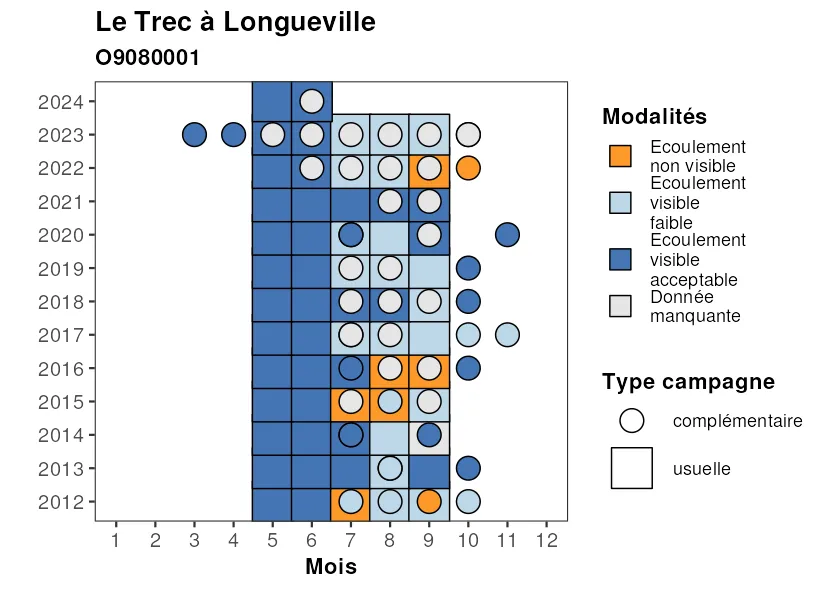 Le Trec à Longueville
O9080001
2024
2023
2022
2021
2020
2019
2018
2017
2016
2015
2014
2013
2012
1 2 3 4 5 6 7 8 9 10 11 12
Mois
Modalités
Ecoulement
non visible
Ecoulement
visible
faible
Ecoulement
visible
acceptable
Donnée
manquante
Type campagne
complémentaire
usuelle